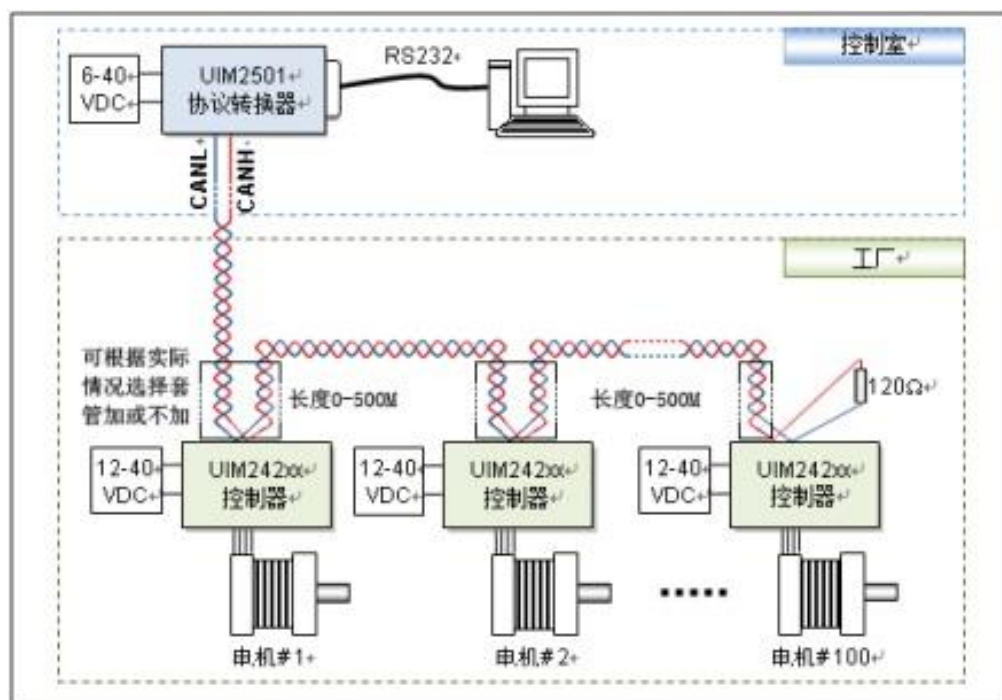 控制室
RS232
6-40
VDC
UIM2501
协议转换器
CANL
CANH
工厂
可根据实际
情况选择套
管加或不加
长度0-500M
长度0-500M
120Ω
12-40
VDC
UIM242xx
控制器
12-40
VDC
UIM242xx
控制器
12-40
VDC
UIM242xx
控制器
电机#1
电机#2
电机#100